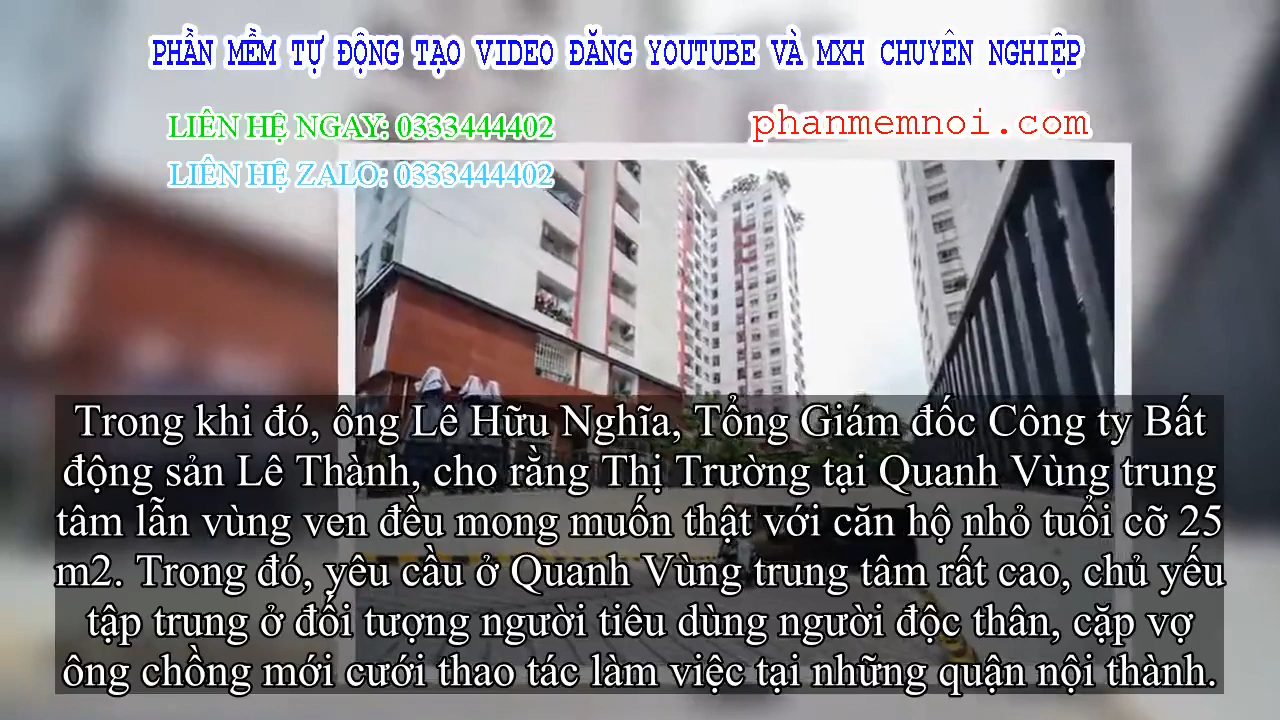 PHẦN MỀM TỰ ĐỘNG TẠO VIDEO ĐĂNG YOUTUBE VÀ MXH CHUYÊN NGHIỆP
LIÊN HỆ NGAY: 0333444402
phanmemnoi.com
LIÊN HỆ ZALO: 0333444402
Trong khi đó, ông Lê Hữu Nghĩa, Tổng Giám đốc Công ty Bất
động sản Lê Thành, cho rằng Thị Trường tại Quanh Vùng trung
tâm lẫn vùng ven đều mong muốn thật với căn hộ nhỏ tuổi cỡ 25
m2. Trong đó, yêu cầu ở Quanh Vùng trung tâm rất cao, chủ yếu
tập trung ở đối tượng người tiêu dùng người độc thân, cặp vợ
ông chồng mới cưới thao tác làm việc tại những quận nội thành.